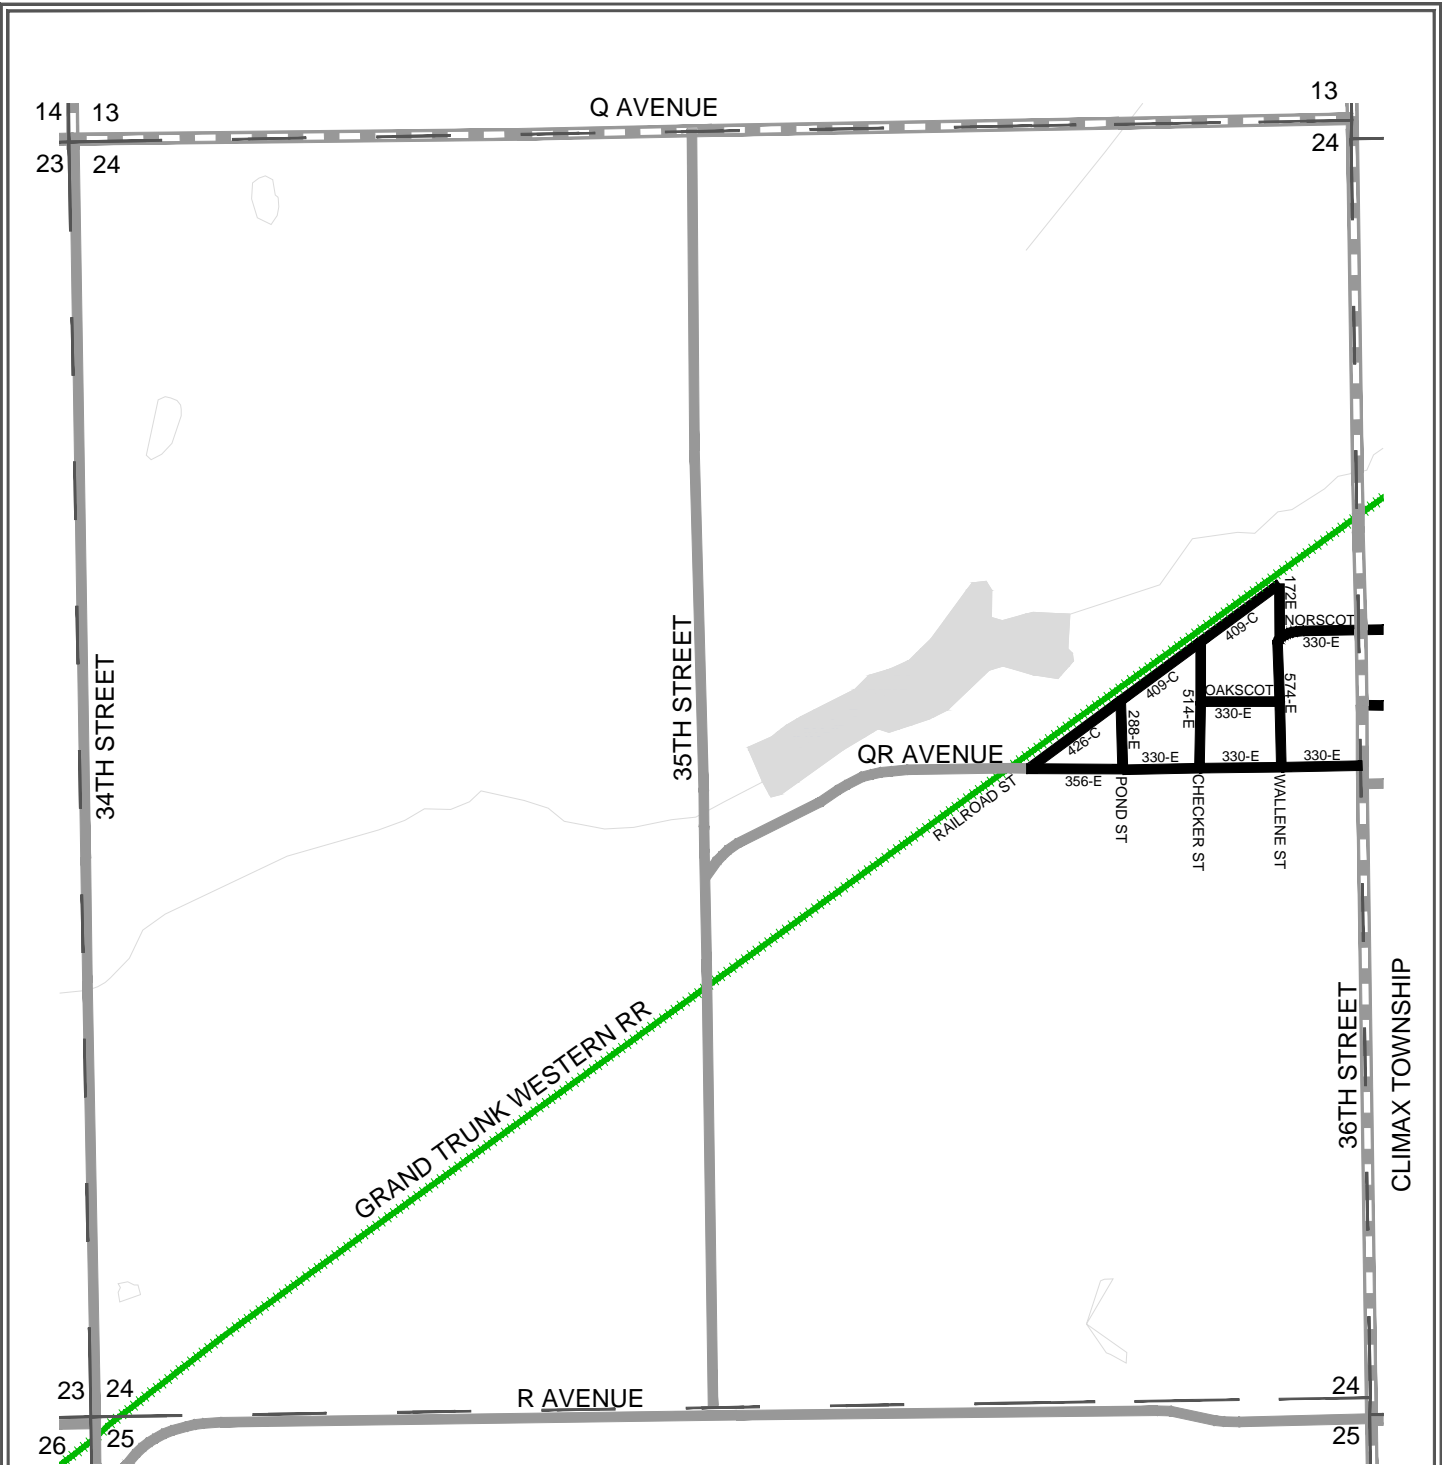 14
13
Q AVENUE
13
23
24
24
172E
NORSCOT
330-E
409-C
409-C
OAKSCOT
330-E
514-E
574-E
288-E
426-C
34TH STREET
35TH STREET
QR AVENUE
356-E
330-E
330-E
330-E
RAILROAD ST
POND ST
CHECKER ST
WALLENE ST
GRAND TRUNK WESTERN RR
36TH STREET
CLIMAX TOWNSHIP
23
24
R AVENUE
24
26
25
25